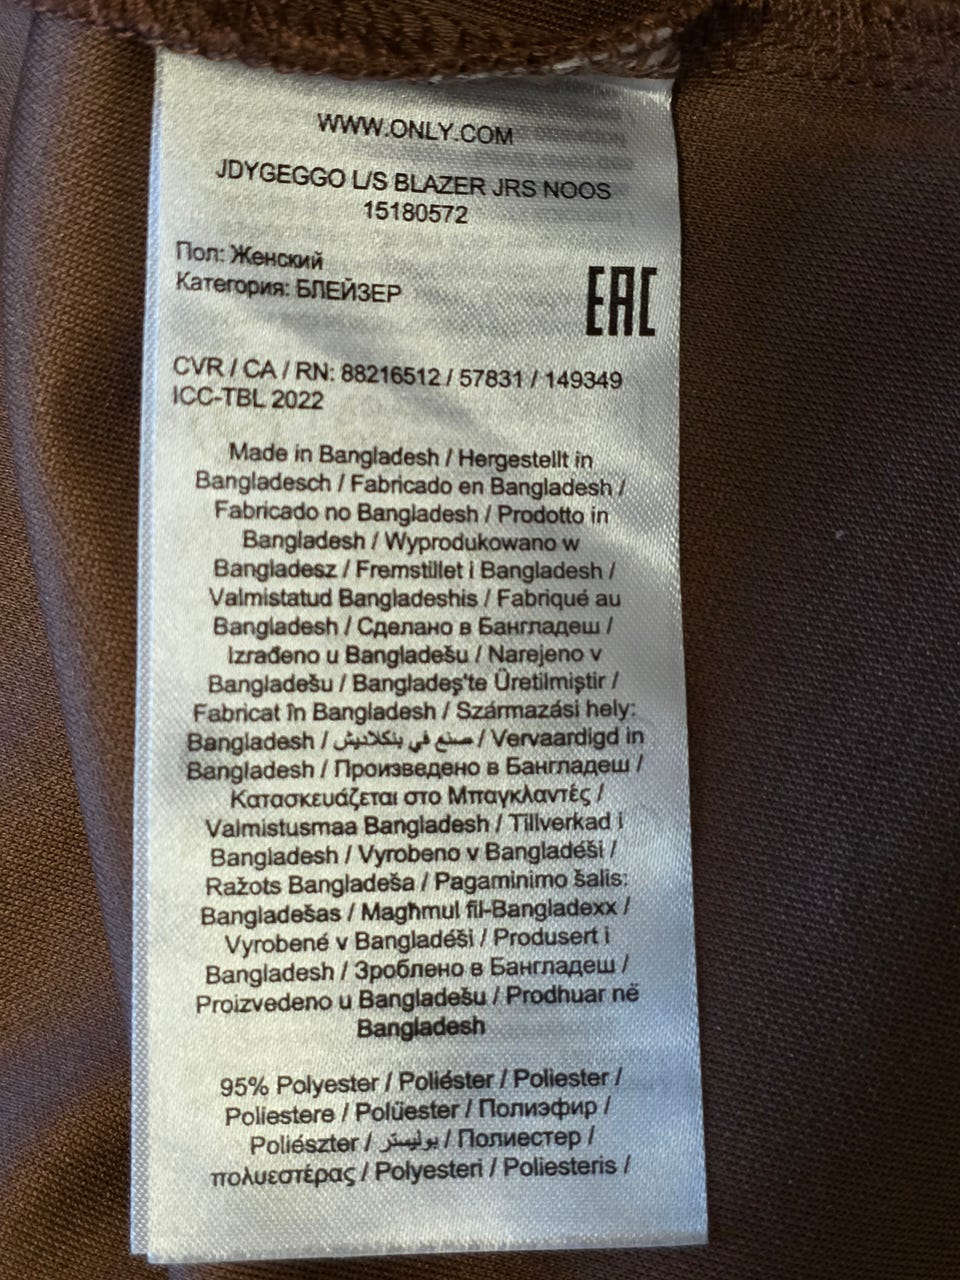 WWW.ONLY.COM
JDYGEGGO L/S BLAZER JRS NOOS
15180572
Пол: Женский
Категория: БЛЕЙЗЕР
EAC
CVR / CA / RN: 88216512 / 57831 / 149349
ICC-TBL 2022
Made in Bangladesh / Hergestellt in
Bangladesch / Fabricado en Bangladesh /
Fabricado no Bangladesh / Prodotto in
Bangladesh / Wyprodukowano w
Bangladesz / Fremstillet i Bangladesh /
Valmistatud Bangladeshis / Fabriqué au
Bangladesh / Сделано в Бангладеш /
Izrađeno u Bangladešu / Narejeno v
Bangladešu / Bangladeş'te Üretilmiştir /
Fabricat în Bangladesh / Származási hely:
Bangladesh / صنع في بنكلاديش / Vervaardigd in
Bangladesh / Произведено в Бангладеш /
Κατασκευάζεται στο Μπαγκλαντές /
Valmistusmaa Bangladesh / Tillverkad i
Bangladesh / Vyrobeno v Bangladéši /
Ražots Bangladeša / Pagaminimo šalis:
Bangladešas / Magħmul fil-Bangladexx /
Vyrobené v Bangladéši / Produsert i
Bangladesh / Зроблено в Бангладеш /
Proizvedeno u Bangladešu / Prodhuar në
Bangladesh
95% Polyester / Poliéster / Poliester /
Poliestere / Polüester / Полиэфир /
Poliészter / بوليستر / Полиестер /
πολυεστέρας / Polyesteri / Poliesteris /